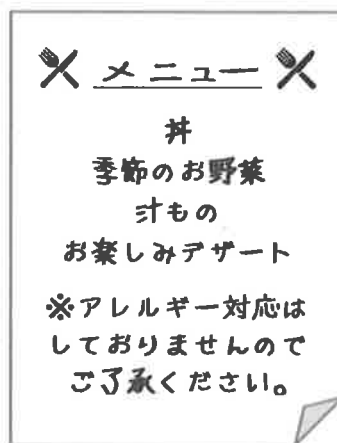 メニュー
丼
季節のお野菜
汁もの
お楽しみデザート
※アレルギー対応は
しておりませんので
ご了承ください。